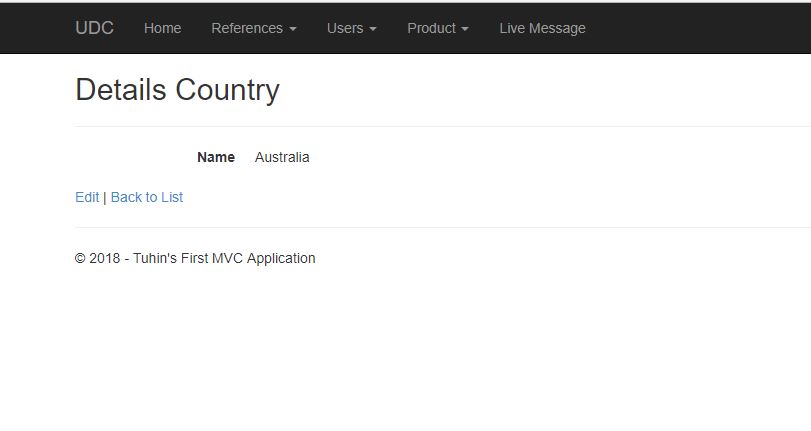 UDC Home References Users Product Live Message
Details Country
Name Australia
Edit | Back to List
© 2018 - Tuhin's First MVC Application